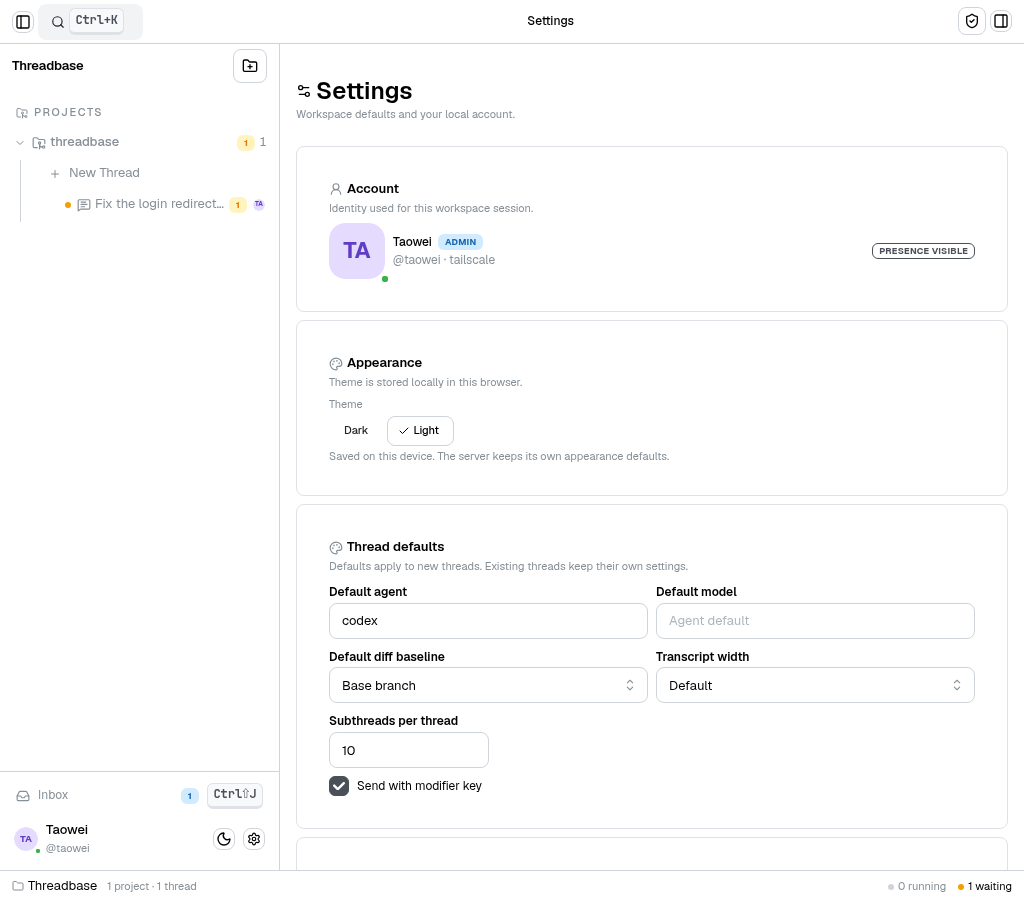 Ctrl+K
Settings
Threadbase
PROJECTS
threadbase 1 1
New Thread
Fix the login redirect... 1 TA
Inbox 1 Ctrl⇧J
TA Taowei
@taowei
Settings
Workspace defaults and your local account.
Account
Identity used for this workspace session.
TA Taowei ADMIN
@taowei · tailscale
PRESENCE VISIBLE
Appearance
Theme is stored locally in this browser.
Theme
Dark Light
Saved on this device. The server keeps its own appearance defaults.
Thread defaults
Defaults apply to new threads. Existing threads keep their own settings.
Default agent Default model
codex Agent default
Default diff baseline Transcript width
Base branch Default
Subthreads per thread
10
Send with modifier key
Threadbase 1 project · 1 thread 0 running 1 waiting